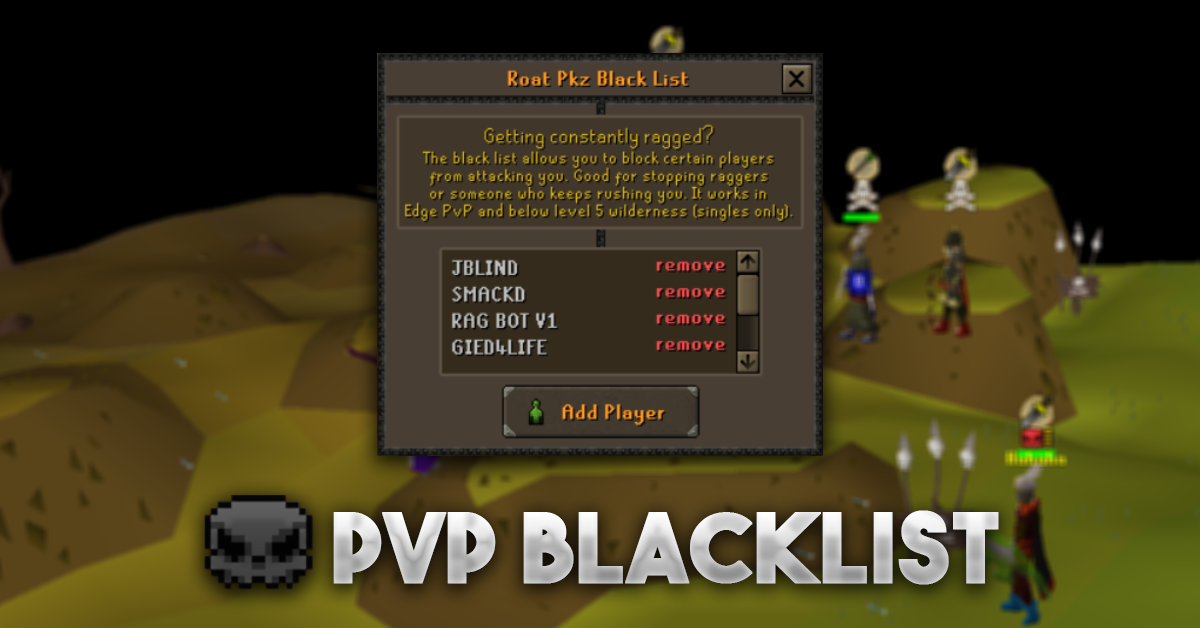 Roat Pkz Black List
Getting constantly ragged?
The black list allows you to block certain players
from attacking you. Good for stopping raggers
or someone who keeps rushing you. It works in
Edge PvP and below level 5 wilderness (singles only).
JBLIND remove
SMACKD remove
RAG BOT V1 remove
GIED4LIFE remove
Add Player
PVP BLACKLIST